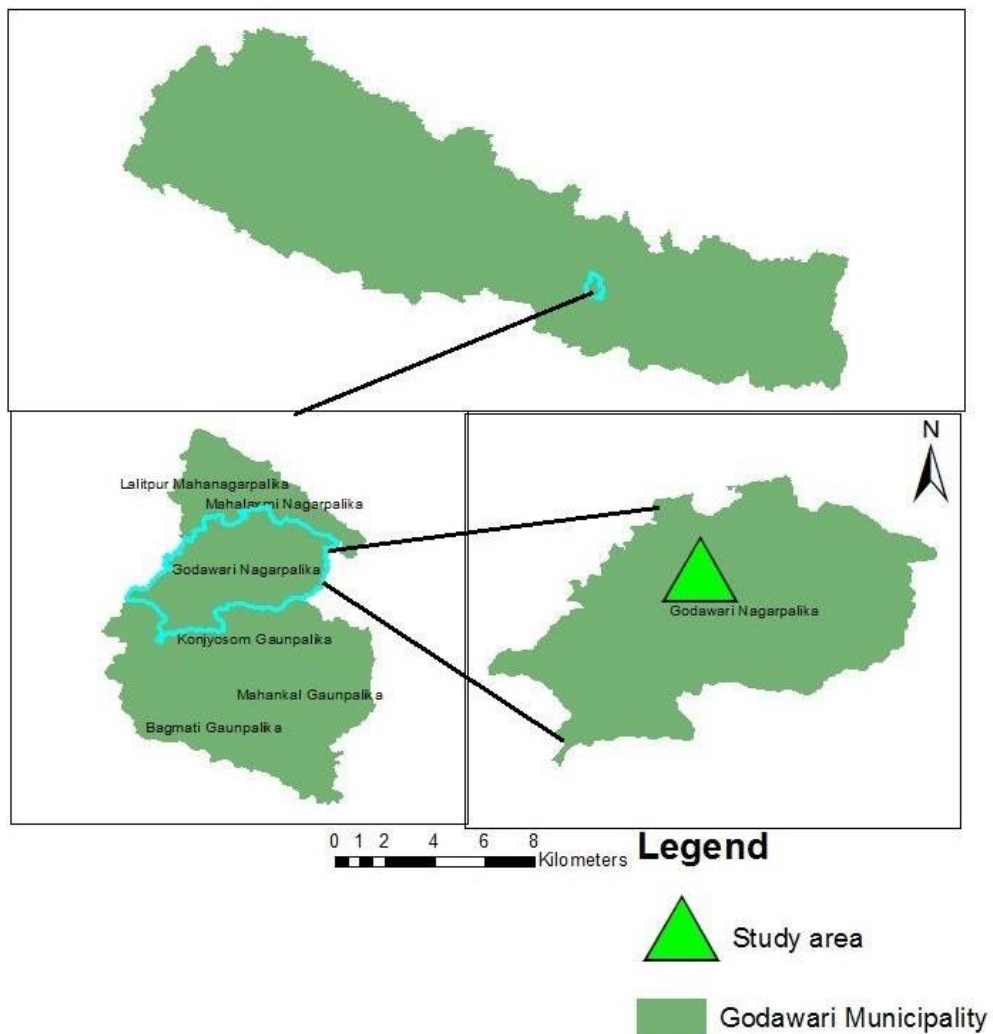 N
Lalitpur Mahanagarpalika
Mahalaxmi Nagarpalika
Godawari Nagarpalika
Konjyosom Gaunpalika
Mahankal Gaunpalika
Bagmati Gaunpalika
Godawari Nagarpalika
0 1 2 4 6 8
Kilometers
Legend
Study area
Godawari Municipality